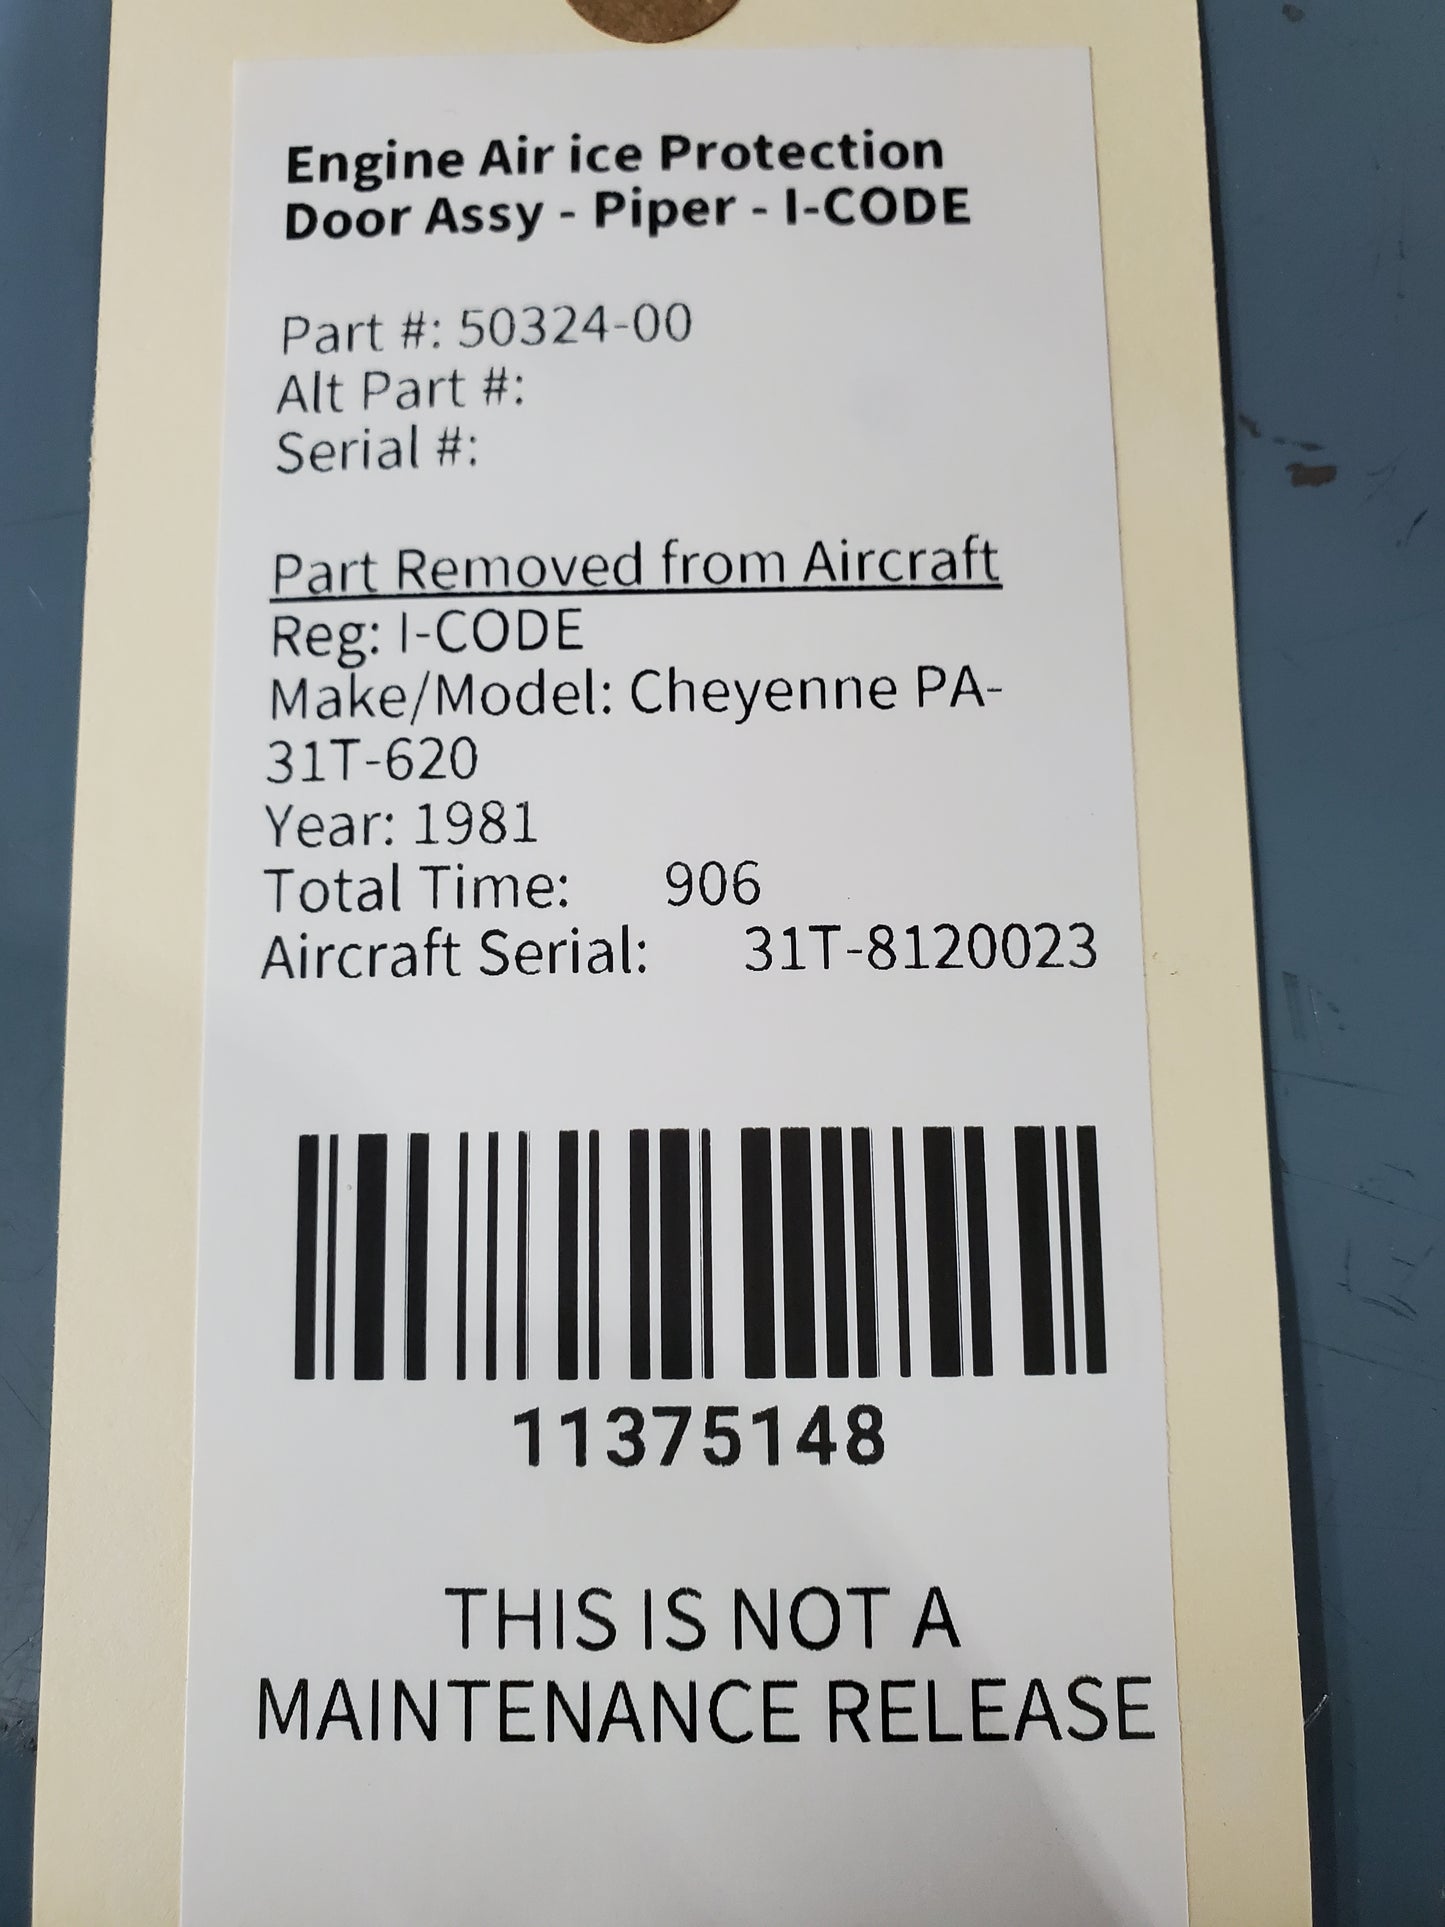 Engine Air ice Protection
Door Assy - Piper - I-CODE
Part #: 50324-00
Alt Part #:
Serial #:
Part Removed from Aircraft
Reg: I-CODE
Make/Model: Cheyenne PA-
31T-620
Year: 1981
Total Time: 906
Aircraft Serial: 31T-8120023
11375148
THIS IS NOT A
MAINTENANCE RELEASE